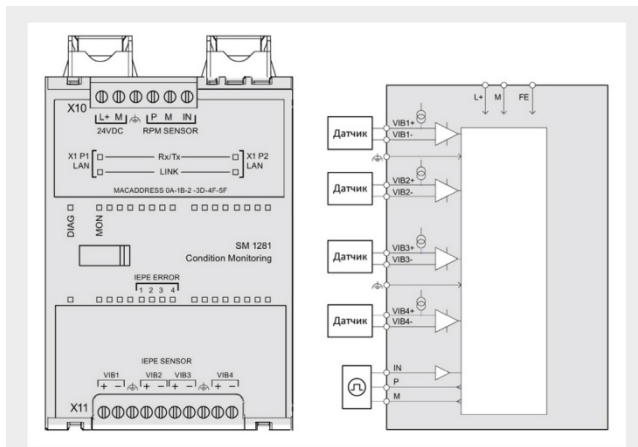 X10
L+ M P M IN
24VDC RPM SENSOR
X1 P1 Rx/Tx X1 P2
LAN LINK LAN
MACADDRESS 0A-1B-2 -3D-4F-5F
DIAG MON
SM 1281
Condition Monitoring
IEPE ERROR
1 2 3 4
IEPE SENSOR
VIB1 VIB2 VIB3 VIB4
+ - + - + - + -
X11
L+ M FE
Датчик VIB1+
VIB1-
Датчик VIB2+
VIB2-
Датчик VIB3+
VIB3-
Датчик VIB4+
VIB4-
IN
P
M